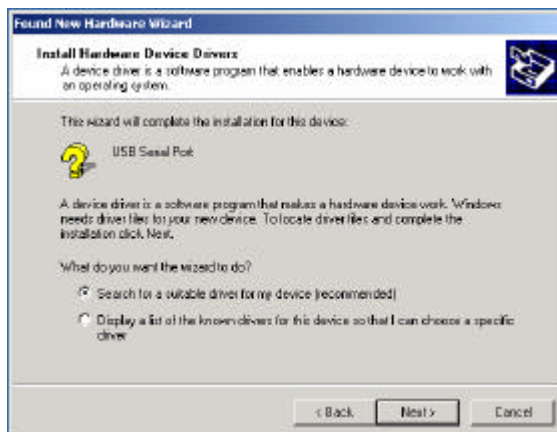 Found New Hardware Wizard
Install Hardware Device Drivers
A device driver is a software program that enables a hardware device to work with
an operating system.
This wizard will complete the installation for this device:
USB Serial Port
A device driver is a software program that makes a hardware device work. Windows
needs driver files for your new device. To locate driver files and complete the
installation click Next.
What do you want the wizard to do?
Search for a suitable driver for my device (recommended)
Display a list of the known drivers for this device so that I can choose a specific
driver
< Back
Next >
Cancel